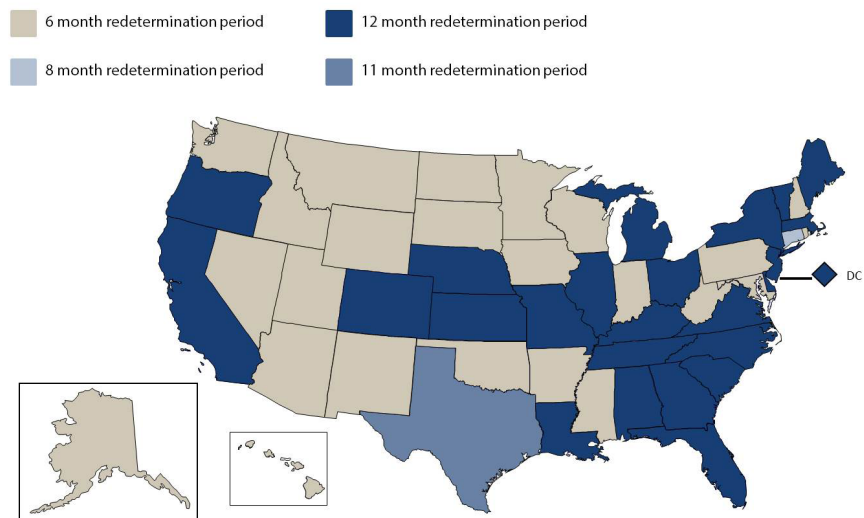 6 month redetermination period
12 month redetermination period
8 month redetermination period
11 month redetermination period
DC